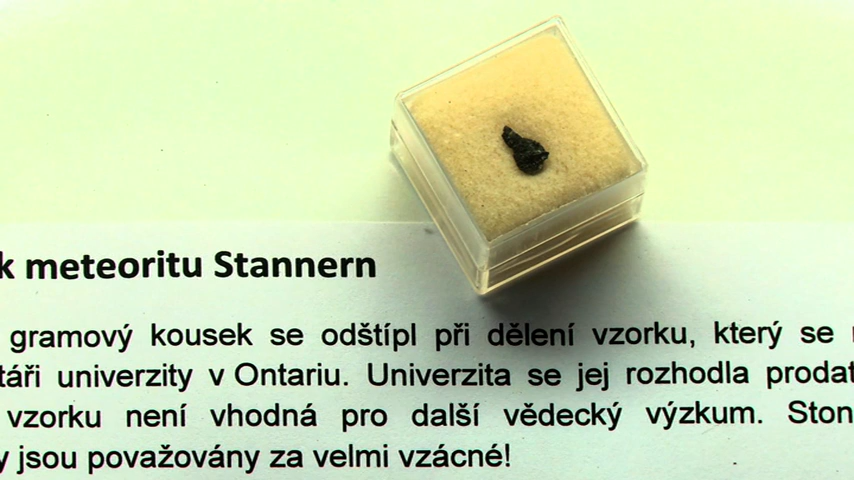 k meteoritu Stannern
gramový kousek se odštípl při dělení vzorku, který se
táři univerzity v Ontariu. Univerzita se jej rozhodla prodat
vzorku není vhodná pro další vědecký výzkum. Ston
y jsou považovány za velmi vzácné!